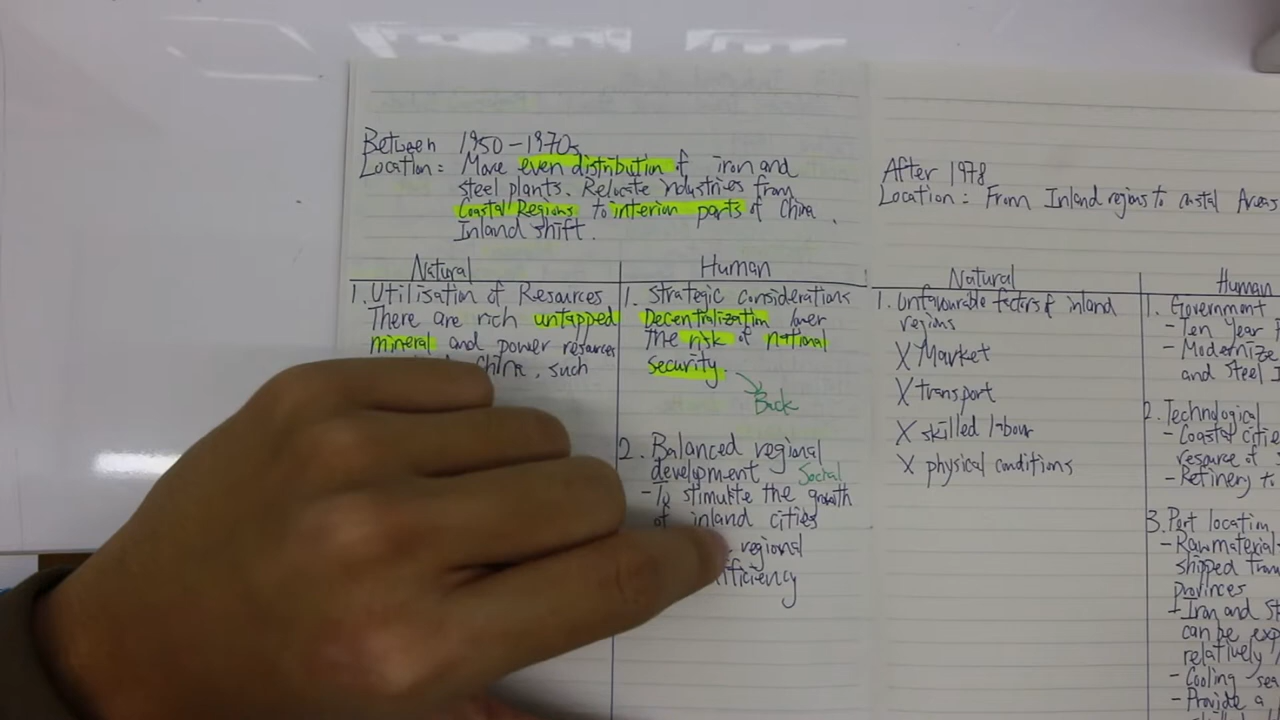 Between 1950-1970s
Location: More even distribution of iron and
steel plants. Relocate industries from
Coastal Regions to interior parts of China.
Inland shift.
Natural
1. Utilisation of Resources
There are rich untapped
mineral and power resources
China, such
Human
1. Strategic considerations
Decentralization lower
the risk of national
security.
Back
2. Balanced regional
development Social
-To stimulate the growth
of inland cities
regional
After 1978
Location: From Inland regions to coastal Areas
Natural
1. Unfavourable factors of inland
regions
X Market
X transport
X skilled labour
X physical conditions
Human
1. Government
- Ten Year
- Modernize
and steel
2. Technological
- Coastal cities
resource of
- Refinery to
3. Port location
- Raw material
shipped from
provinces
- Iron and
can be
relatively
- Cooling
- Provide a